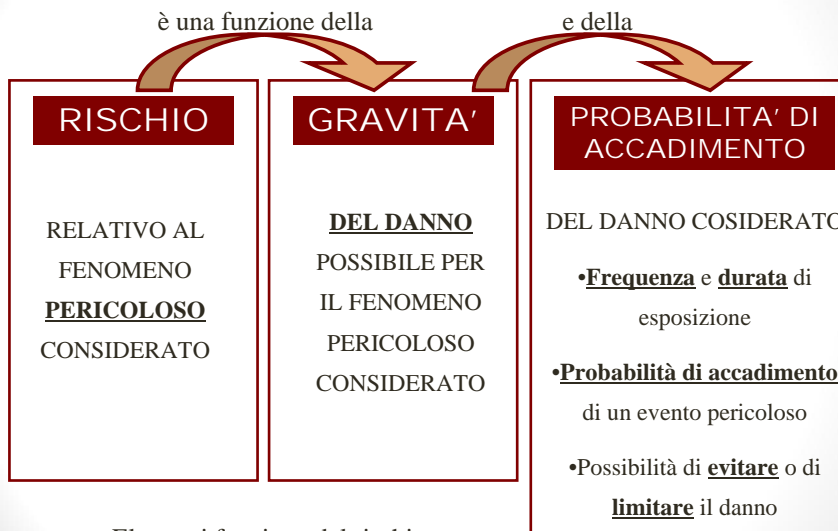 è una funzione della
e della
RISCHIO
RELATIVO AL
FENOMENO
PERICOLOSO
CONSIDERATO
GRAVITA'
DEL DANNO
POSSIBILE PER
IL FENOMENO
PERICOLOSO
CONSIDERATO
PROBABILITA' DI
ACCADIMENTO
DEL DANNO COSIDERATO
•Frequenza e durata di
esposizione
•Probabilità di accadimento
di un evento pericoloso
•Possibilità di evitare o di
limitare il danno